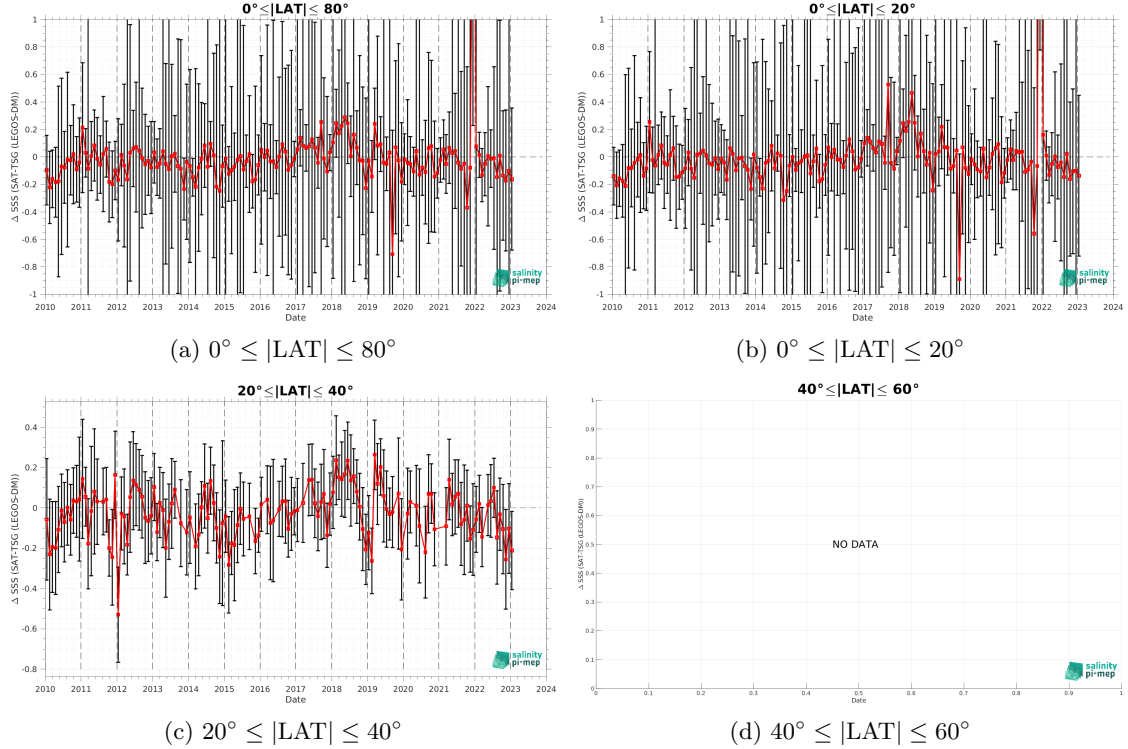 0°≤|LAT|≤ 80°
Δ SSS (SAT-TSG (LEGOS-DM))
1
0.8
0.6
0.4
0.2
0
-0.2
-0.4
-0.6
-0.8
-1
2010 2011 2012 2013 2014 2015 2016 2017 2018 2019 2020 2021 2022 2023 2024
Date
salinity
pi-mep
(a) 0° ≤ |LAT| ≤ 80°
0°≤|LAT|≤ 20°
Δ SSS (SAT-TSG (LEGOS-DM))
1
0.8
0.6
0.4
0.2
0
-0.2
-0.4
-0.6
-0.8
-1
2010 2011 2012 2013 2014 2015 2016 2017 2018 2019 2020 2021 2022 2023 2024
Date
salinity
pi-mep
(b) 0° ≤ |LAT| ≤ 20°
20°≤|LAT|≤ 40°
Δ SSS (SAT-TSG (LEGOS-DM))
0.4
0.2
0
-0.2
-0.4
-0.6
-0.8
2010 2011 2012 2013 2014 2015 2016 2017 2018 2019 2020 2021 2022 2023 2024
Date
salinity
pi-mep
(c) 20° ≤ |LAT| ≤ 40°
40°≤|LAT|≤ 60°
Δ SSS (SAT-TSG (LEGOS-DM))
1
0.9
0.8
0.7
0.6
0.5
0.4
0.3
0.2
0.1
0
NO DATA
0 0.1 0.2 0.3 0.4 0.5 0.6 0.7 0.8 0.9 1
Date
salinity
pi-mep
(d) 40° ≤ |LAT| ≤ 60°